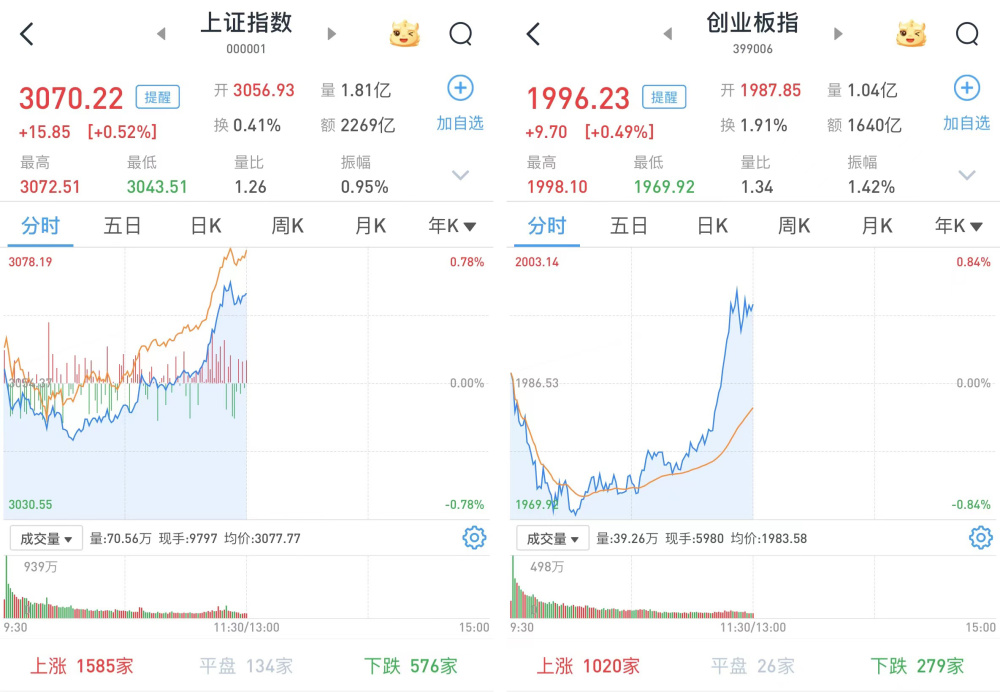 上证指数
000001
3070.22 提醒 开 3056.93 量 1.81亿
+15.85 [+0.52%] 换 0.41% 额 2269亿 加自选
最高 最低 量比 振幅
3072.51 3043.51 1.26 0.95%
分时 五日 日K 周K 月K 年K
3078.19 0.78%
0.00%
3030.55 -0.78%
成交量 量:70.56万 现手:9797 均价:3077.77
939万
9:30 11:30/13:00 15:00
上涨 1585家 平盘 134家 下跌 576家
创业板指
399006
1996.23 提醒 开 1987.85 量 1.04亿
+9.70 [+0.49%] 换 1.91% 额 1640亿 加自选
最高 最低 量比 振幅
1998.10 1969.92 1.34 1.42%
分时 五日 日K 周K 月K 年K
2003.14 0.84%
1986.53 0.00%
1969.92 -0.84%
成交量 量:39.26万 现手:5980 均价:1983.58
498万
9:30 11:30/13:00 15:00
上涨 1020家 平盘 26家 下跌 279家